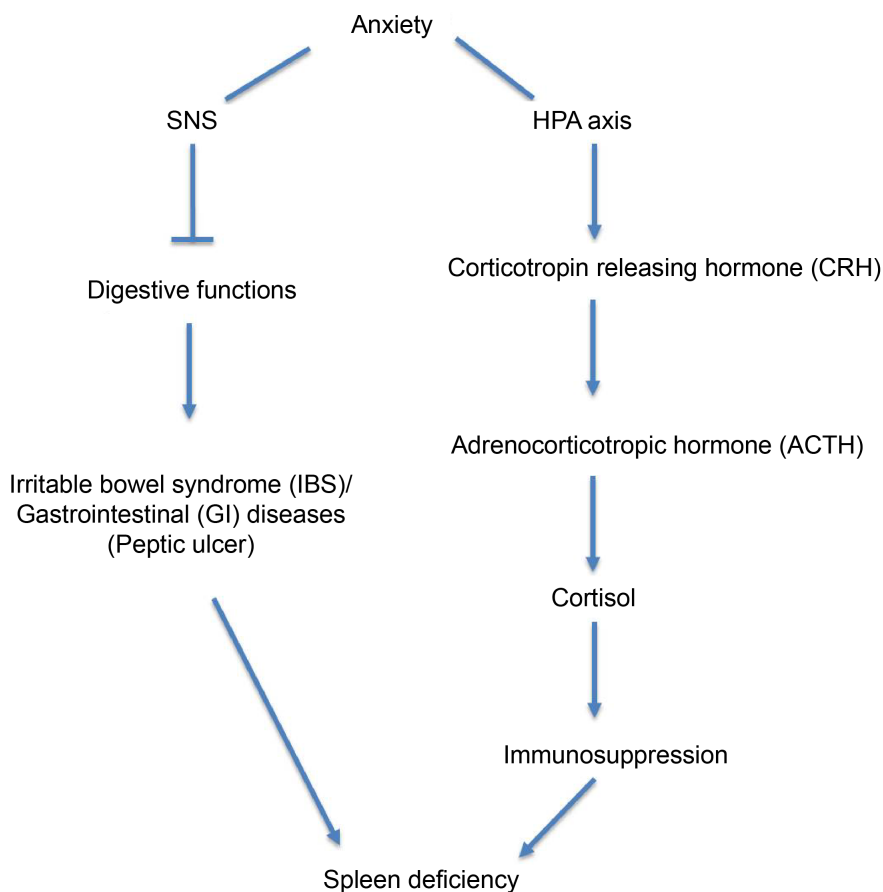 Anxiety
SNS
HPA axis
Corticotropin releasing hormone (CRH)
Digestive functions
Adrenocorticotropic hormone (ACTH)
Irritable bowel syndrome (IBS)/
Gastrointestinal (GI) diseases
(Peptic ulcer)
Cortisol
Immunosuppression
Spleen deficiency